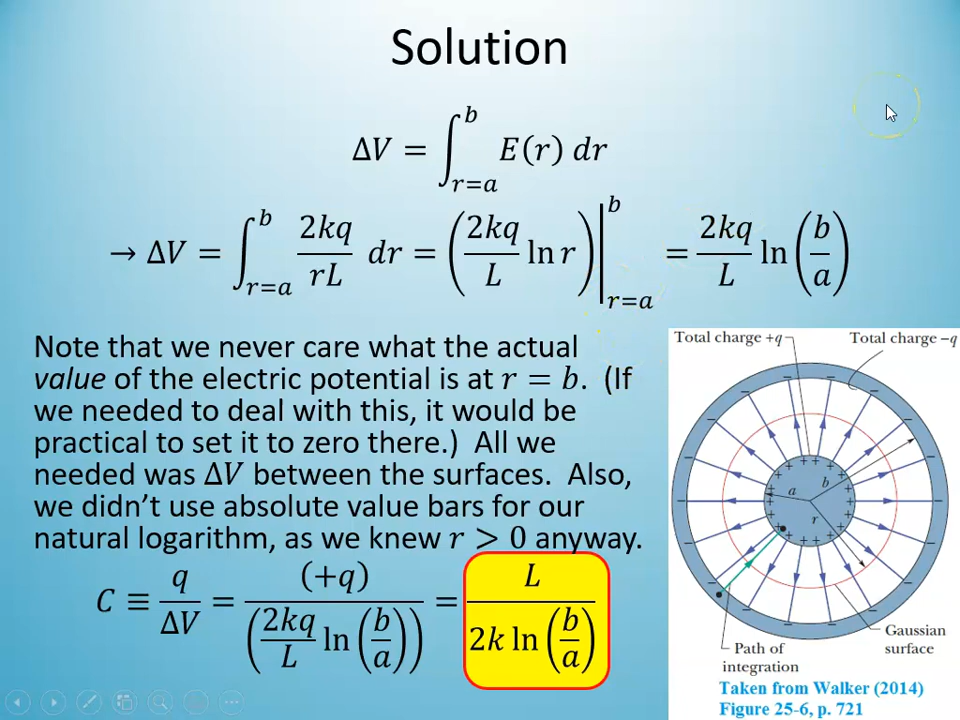 Solution
ΔV = ∫_{r=a}^{b} E(r) dr
→ ΔV = ∫_{r=a}^{b} 2kq/(rL) dr = (2kq/L ln r)|_{r=a}^{b} = 2kq/L ln(b/a)
Note that we never care what the actual
value of the electric potential is at r = b. (If
we needed to deal with this, it would be
practical to set it to zero there.) All we
needed was ΔV between the surfaces. Also,
we didn't use absolute value bars for our
natural logarithm, as we knew r > 0 anyway.
C ≡ q/ΔV = (+q)/(2kq/L ln(b/a)) = L/(2k ln(b/a))
Total charge +q
Total charge −q
a
b
r
Gaussian
surface
Path of
integration
Taken from Walker (2014)
Figure 25-6, p. 721